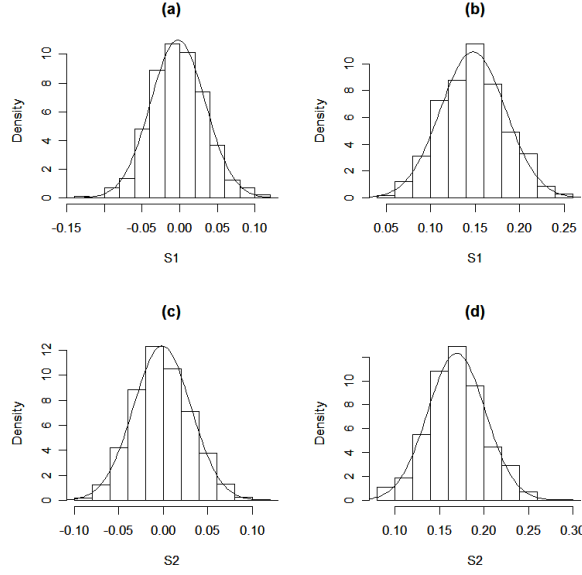 (a)
Density
0 2 4 6 8 10
-0.15 -0.05 0.00 0.05 0.10
S1
(b)
Density
0 2 4 6 8 10
0.05 0.10 0.15 0.20 0.25
S1
(c)
Density
0 2 4 6 8 10 12
-0.10 -0.05 0.00 0.05 0.10
S2
(d)
Density
0 2 4 6 8 10
0.10 0.15 0.20 0.25 0.30
S2